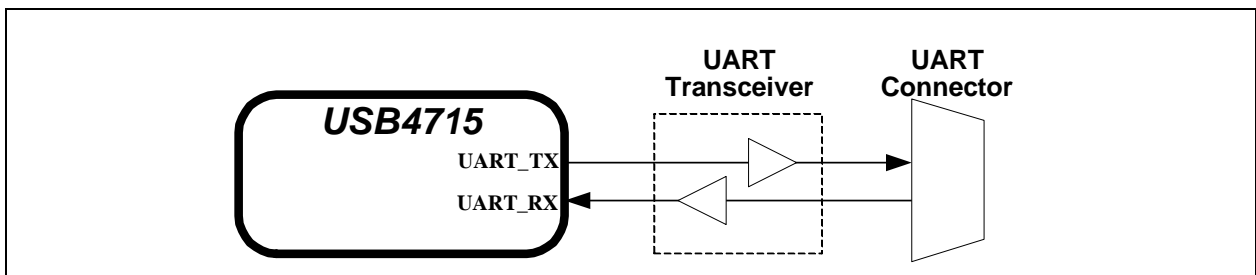 UART
Transceiver
UART
Connector
USB4715
UART_TX
UART_RX